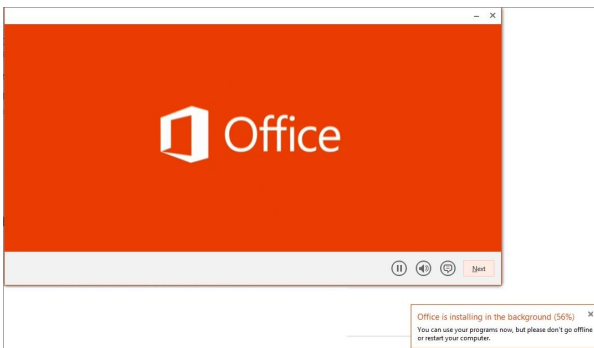 Office
Next
Office is installing in the background (56%)
You can use your programs now, but please don't go offline
or restart your computer.